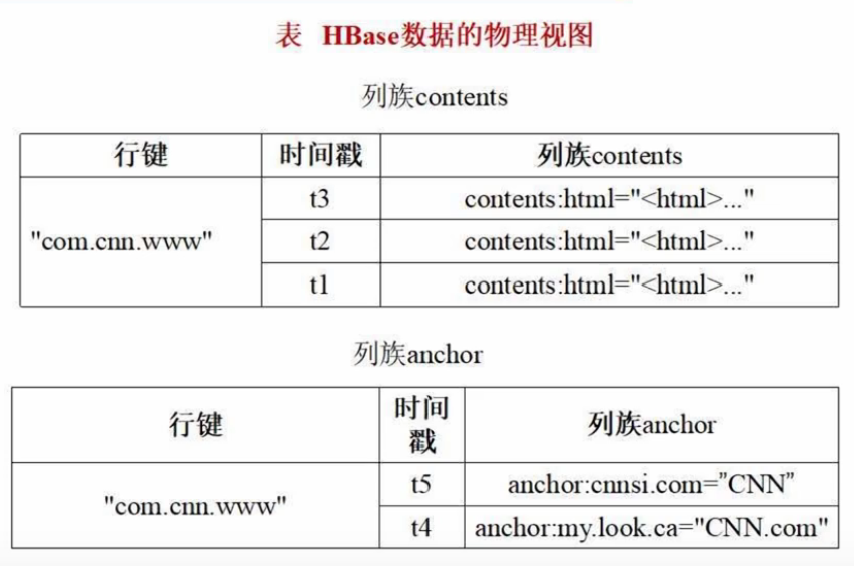 表 HBase数据的物理视图
列族contents
行键 时间戳 列族contents
"com.cnn.www" t3 contents:html="<html>..."
t2 contents:html="<html>..."
t1 contents:html="<html>..."
列族anchor
行键 时间戳 列族anchor
"com.cnn.www" t5 anchor:cnnsi.com=”CNN”
t4 anchor:my.look.ca="CNN.com"